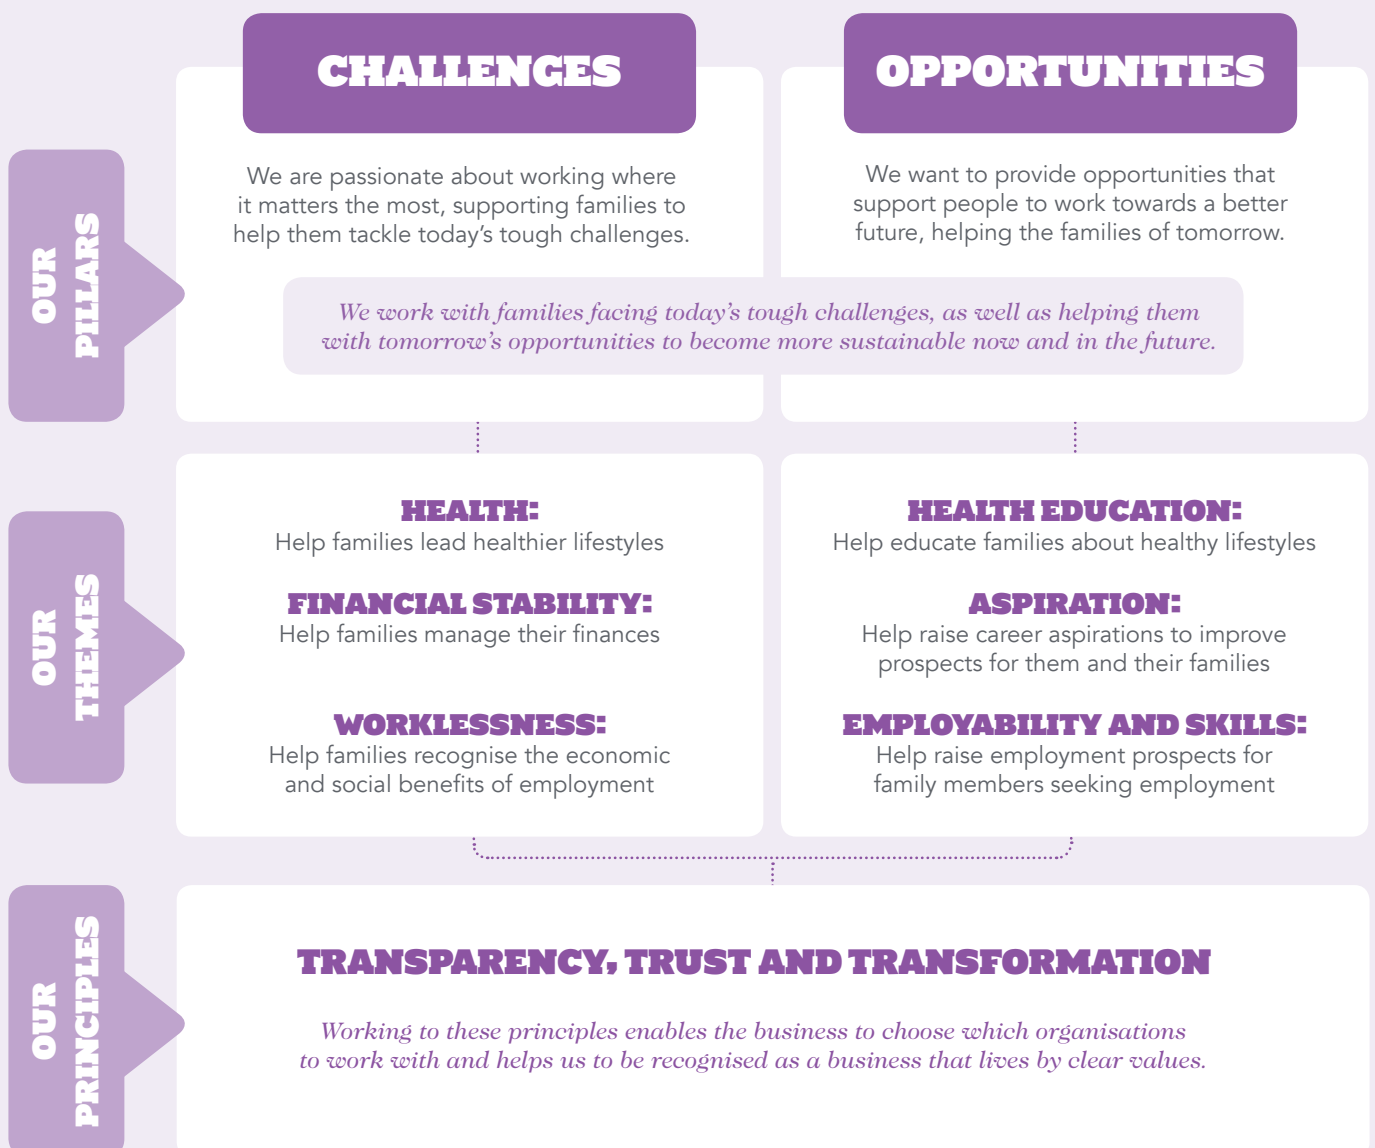 CHALLENGES
We are passionate about working where
it matters the most, supporting families to
help them tackle today's tough challenges.
OPPORTUNITIES
We want to provide opportunities that
support people to work towards a better
future, helping the families of tomorrow.
OUR
PILLARS
We work with families facing today's tough challenges, as well as helping them
with tomorrow's opportunities to become more sustainable now and in the future.
OUR
THEMES
HEALTH:
Help families lead healthier lifestyles
FINANCIAL STABILITY:
Help families manage their finances
WORKLESSNESS:
Help families recognise the economic
and social benefits of employment
HEALTH EDUCATION:
Help educate families about healthy lifestyles
ASPIRATION:
Help raise career aspirations to improve
prospects for them and their families
EMPLOYABILITY AND SKILLS:
Help raise employment prospects for
family members seeking employment
OUR
PRINCIPLES
TRANSPARENCY, TRUST AND TRANSFORMATION
Working to these principles enables the business to choose which organisations
to work with and helps us to be recognised as a business that lives by clear values.